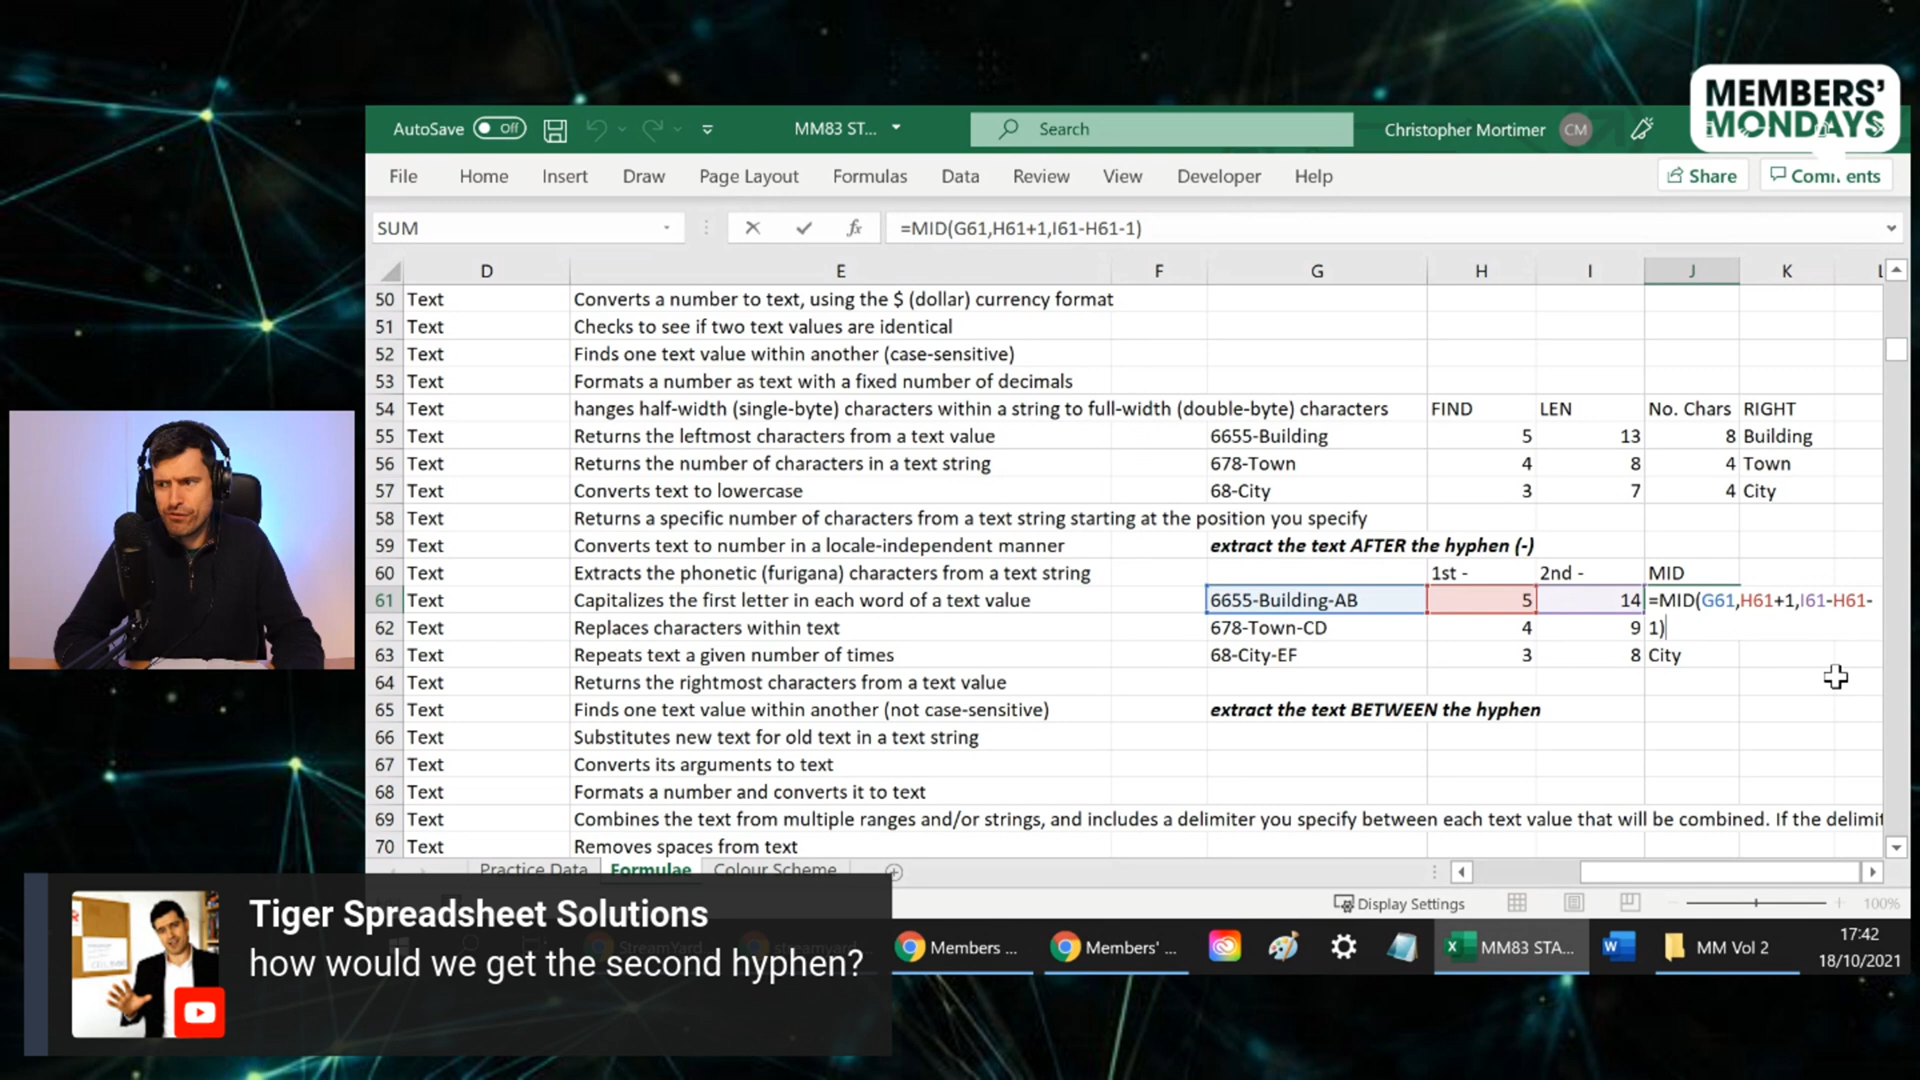 MEMBERS'
MONDAYS
AutoSave Off MM83 ST... Search Christopher Mortimer CM
File Home Insert Draw Page Layout Formulas Data Review View Developer Help Share
SUM fx =MID(G61,H61+1,I61-H61-1)
D E F G H I J K
50 Text Converts a number to text, using the $ (dollar) currency format
51 Text Checks to see if two text values are identical
52 Text Finds one text value within another (case-sensitive)
53 Text Formats a number as text with a fixed number of decimals
54 Text hanges half-width (single-byte) characters within a string to full-width (double-byte) characters FIND LEN No. Chars RIGHT
55 Text Returns the leftmost characters from a text value 6655-Building 5 13 8 Building
56 Text Returns the number of characters in a text string 678-Town 4 8 4 Town
57 Text Converts text to lowercase 68-City 3 7 4 City
58 Text Returns a specific number of characters from a text string starting at the position you specify
59 Text Converts text to number in a locale-independent manner extract the text AFTER the hyphen (-)
60 Text Extracts the phonetic (furigana) characters from a text string 1st - 2nd - MID
61 Text Capitalizes the first letter in each word of a text value 6655-Building-AB 5 14 =MID(G61,H61+1,I61-H61-
62 Text Replaces characters within text 678-Town-CD 4 9 1)
63 Text Repeats text a given number of times 68-City-EF 3 8 City
64 Text Returns the rightmost characters from a text value
65 Text Finds one text value within another (not case-sensitive) extract the text BETWEEN the hyphen
66 Text Substitutes new text for old text in a text string
67 Text Converts its arguments to text
68 Text Formats a number and converts it to text
69 Text Combines the text from multiple ranges and/or strings, and includes a delimiter you specify between each text value that will be combined. If the delimit
70 Text Removes spaces from text
Practice Data Formulae Colour Scheme
Display Settings 100%
Tiger Spreadsheet Solutions
how would we get the second hyphen?
StreamYard streamyard Members ... Members' ... MM83 STA... MM Vol 2
17:42
18/10/2021